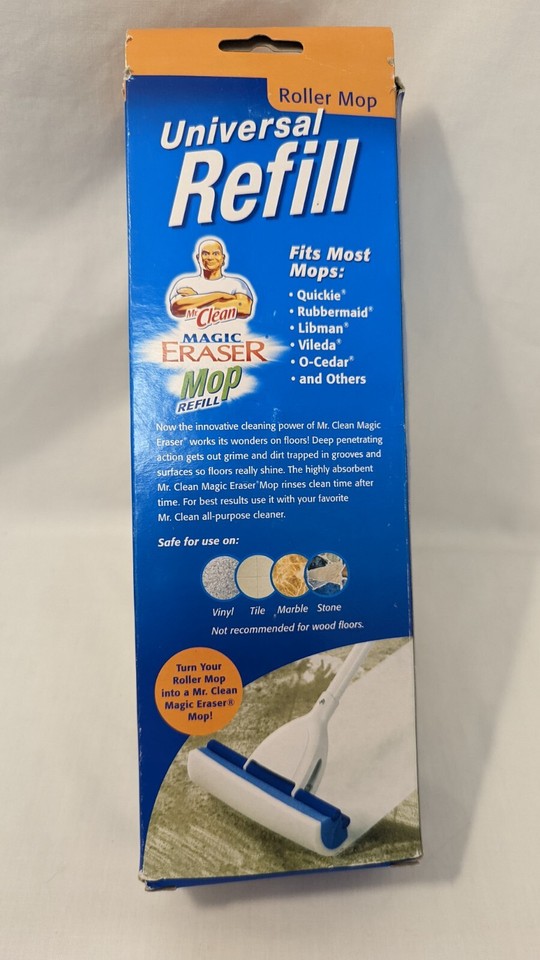 Roller Mop
Universal
Refill
Fits Most
Mops:
• Quickie®
• Rubbermaid®
• Libman®
• Vileda®
• O-Cedar®
• and Others
Mr. Clean®
MAGIC
ERASER
Mop
REFILL
Now the innovative cleaning power of Mr. Clean Magic
Eraser® works its wonders on floors! Deep penetrating
action gets out grime and dirt trapped in grooves and
surfaces so floors really shine. The highly absorbent
Mr. Clean Magic Eraser® Mop rinses clean time after
time. For best results use it with your favorite
Mr. Clean all-purpose cleaner.
Safe for use on:
Vinyl Tile Marble Stone
Not recommended for wood floors.
Turn Your
Roller Mop
into a Mr. Clean
Magic Eraser®
Mop!